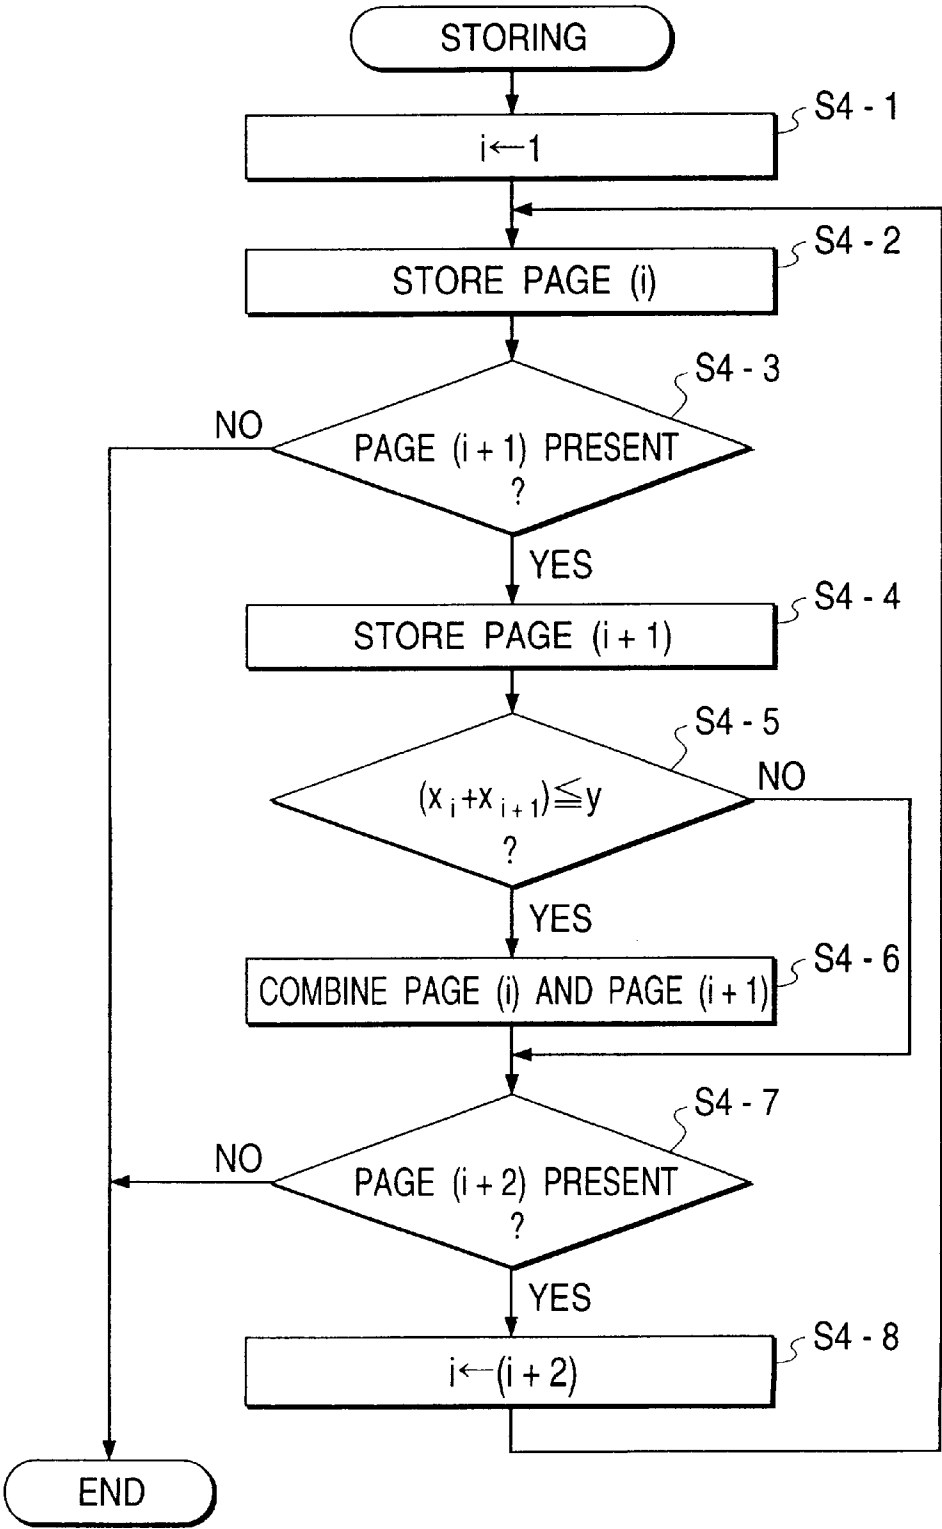 STORING
S4 - 1
i←1
S4 - 2
STORE PAGE (i)
S4 - 3
NO
PAGE (i + 1) PRESENT
?
YES
S4 - 4
STORE PAGE (i + 1)
S4 - 5
NO
(x i +x i + 1)≦y
?
YES
S4 - 6
COMBINE PAGE (i) AND PAGE (i + 1)
S4 - 7
NO
PAGE (i + 2) PRESENT
?
YES
S4 - 8
i←(i + 2)
END